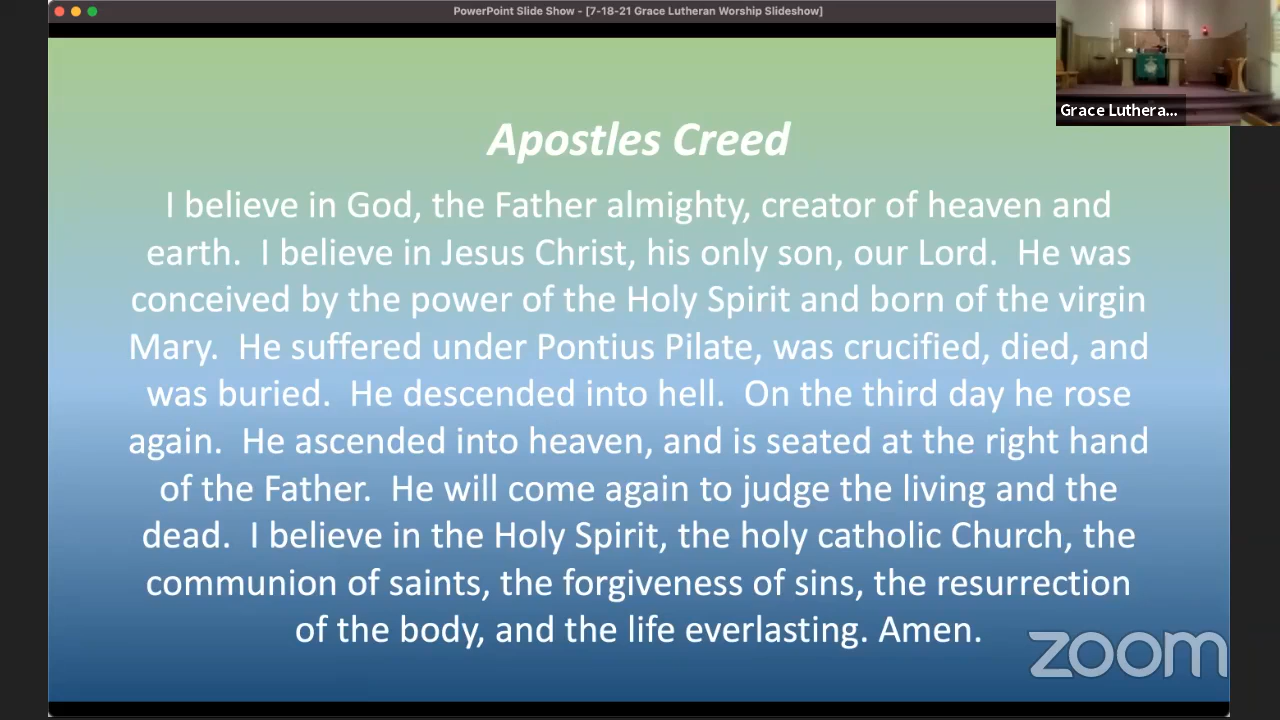 PowerPoint Slide Show - [7-18-21 Grace Lutheran Worship Slideshow]
Grace Luthera...
Apostles Creed
I believe in God, the Father almighty, creator of heaven and
earth.  I believe in Jesus Christ, his only son, our Lord.  He was
conceived by the power of the Holy Spirit and born of the virgin
Mary.  He suffered under Pontius Pilate, was crucified, died, and
was buried.  He descended into hell.  On the third day he rose
again.  He ascended into heaven, and is seated at the right hand
of the Father.  He will come again to judge the living and the
dead.  I believe in the Holy Spirit, the holy catholic Church, the
communion of saints, the forgiveness of sins, the resurrection
of the body, and the life everlasting. Amen.
zoom